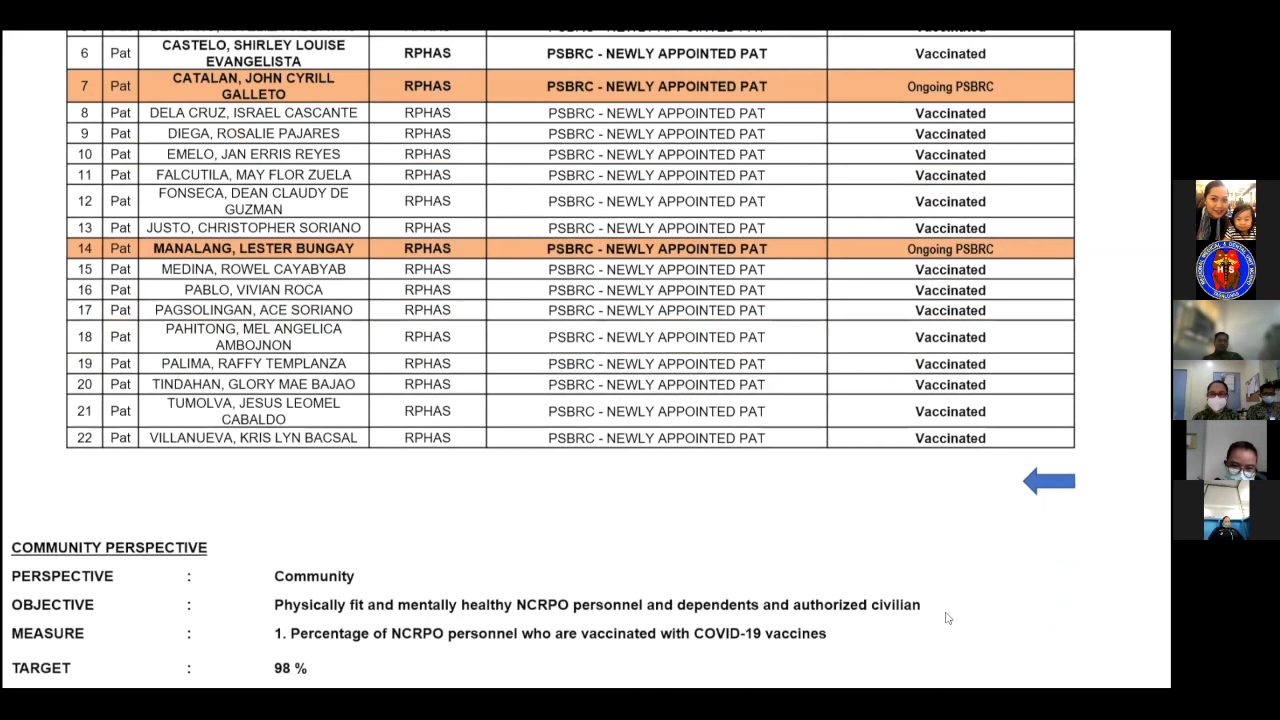 6 Pat CASTELO, SHIRLEY LOUISE EVANGELISTA RPHAS PSBRC - NEWLY APPOINTED PAT Vaccinated
7 Pat CATALAN, JOHN CYRILL GALLETO RPHAS PSBRC - NEWLY APPOINTED PAT Ongoing PSBRC
8 Pat DELA CRUZ, ISRAEL CASCANTE RPHAS PSBRC - NEWLY APPOINTED PAT Vaccinated
9 Pat DIEGA, ROSALIE PAJARES RPHAS PSBRC - NEWLY APPOINTED PAT Vaccinated
10 Pat EMELO, JAN ERRIS REYES RPHAS PSBRC - NEWLY APPOINTED PAT Vaccinated
11 Pat FALCUTILA, MAY FLOR ZUELA RPHAS PSBRC - NEWLY APPOINTED PAT Vaccinated
12 Pat FONSECA, DEAN CLAUDY DE GUZMAN RPHAS PSBRC - NEWLY APPOINTED PAT Vaccinated
13 Pat JUSTO, CHRISTOPHER SORIANO RPHAS PSBRC - NEWLY APPOINTED PAT Vaccinated
14 Pat MANALANG, LESTER BUNGAY RPHAS PSBRC - NEWLY APPOINTED PAT Ongoing PSBRC
15 Pat MEDINA, ROWEL CAYABYAB RPHAS PSBRC - NEWLY APPOINTED PAT Vaccinated
16 Pat PABLO, VIVIAN ROCA RPHAS PSBRC - NEWLY APPOINTED PAT Vaccinated
17 Pat PAGSOLINGAN, ACE SORIANO RPHAS PSBRC - NEWLY APPOINTED PAT Vaccinated
18 Pat PAHITONG, MEL ANGELICA AMBOJNON RPHAS PSBRC - NEWLY APPOINTED PAT Vaccinated
19 Pat PALIMA, RAFFY TEMPLANZA RPHAS PSBRC - NEWLY APPOINTED PAT Vaccinated
20 Pat TINDAHAN, GLORY MAE BAJAO RPHAS PSBRC - NEWLY APPOINTED PAT Vaccinated
21 Pat TUMOLVA, JESUS LEOMEL CABALDO RPHAS PSBRC - NEWLY APPOINTED PAT Vaccinated
22 Pat VILLANUEVA, KRIS LYN BACSAL RPHAS PSBRC - NEWLY APPOINTED PAT Vaccinated
COMMUNITY PERSPECTIVE
PERSPECTIVE : Community
OBJECTIVE : Physically fit and mentally healthy NCRPO personnel and dependents and authorized civilian
MEASURE : 1. Percentage of NCRPO personnel who are vaccinated with COVID-19 vaccines
TARGET : 98 %